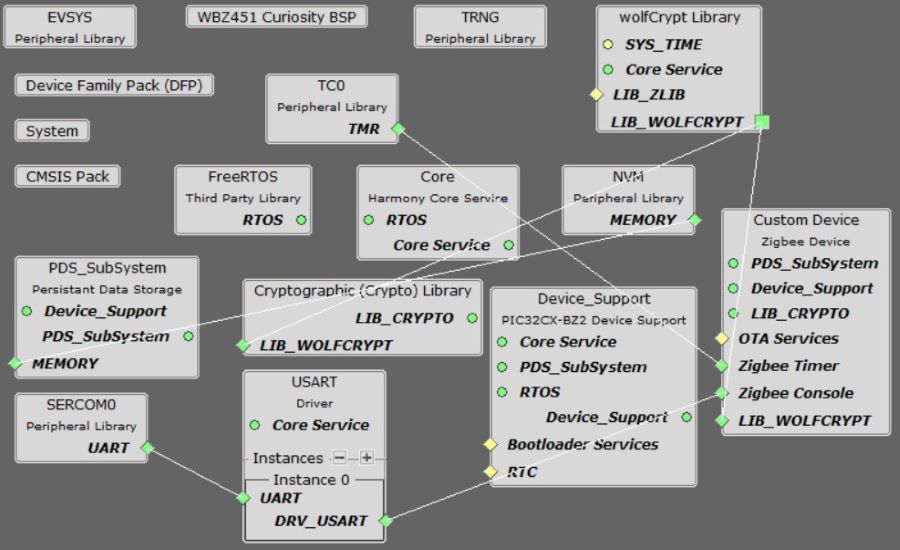 EVSYS
Peripheral Library
WBZ451 Curiosity BSP
TRNG
Peripheral Library
wolfCrypt Library
SYS_TIME
Core Service
LIB_ZLIB
LIB_WOLFCRYPT
Device Family Pack (DFP)
TC0
Peripheral Library
TMR
System
CMSIS Pack
FreeRTOS
Third Party Library
RTOS
Core
Harmony Core Service
RTOS
Core Service
NVM
Peripheral Library
MEMORY
Custom Device
Zigbee Device
PDS_SubSystem
Device_Support
LIB_CRYPTO
OTA Services
Zigbee Timer
Zigbee Console
LIB_WOLFCRYPT
PDS_SubSystem
Persistant Data Storage
Device_Support
PDS_SubSystem
MEMORY
Cryptographic (Crypto) Library
LIB_CRYPTO
LIB_WOLFCRYPT
Device_Support
PIC32CX-BZ2 Device Support
Core Service
PDS_SubSystem
RTOS
Device_Support
Bootloader Services
RTC
SERCOM0
Peripheral Library
UART
USART
Driver
Core Service
Instances
Instance 0
UART
DRV_USART